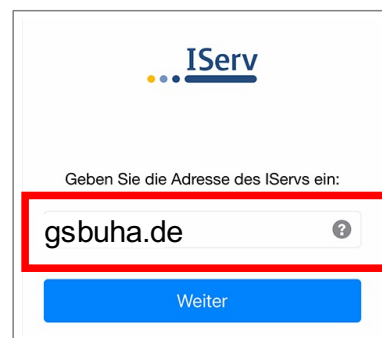 IServ
Geben Sie die Adresse des IServs ein:
gsbuha.de ?
Weiter